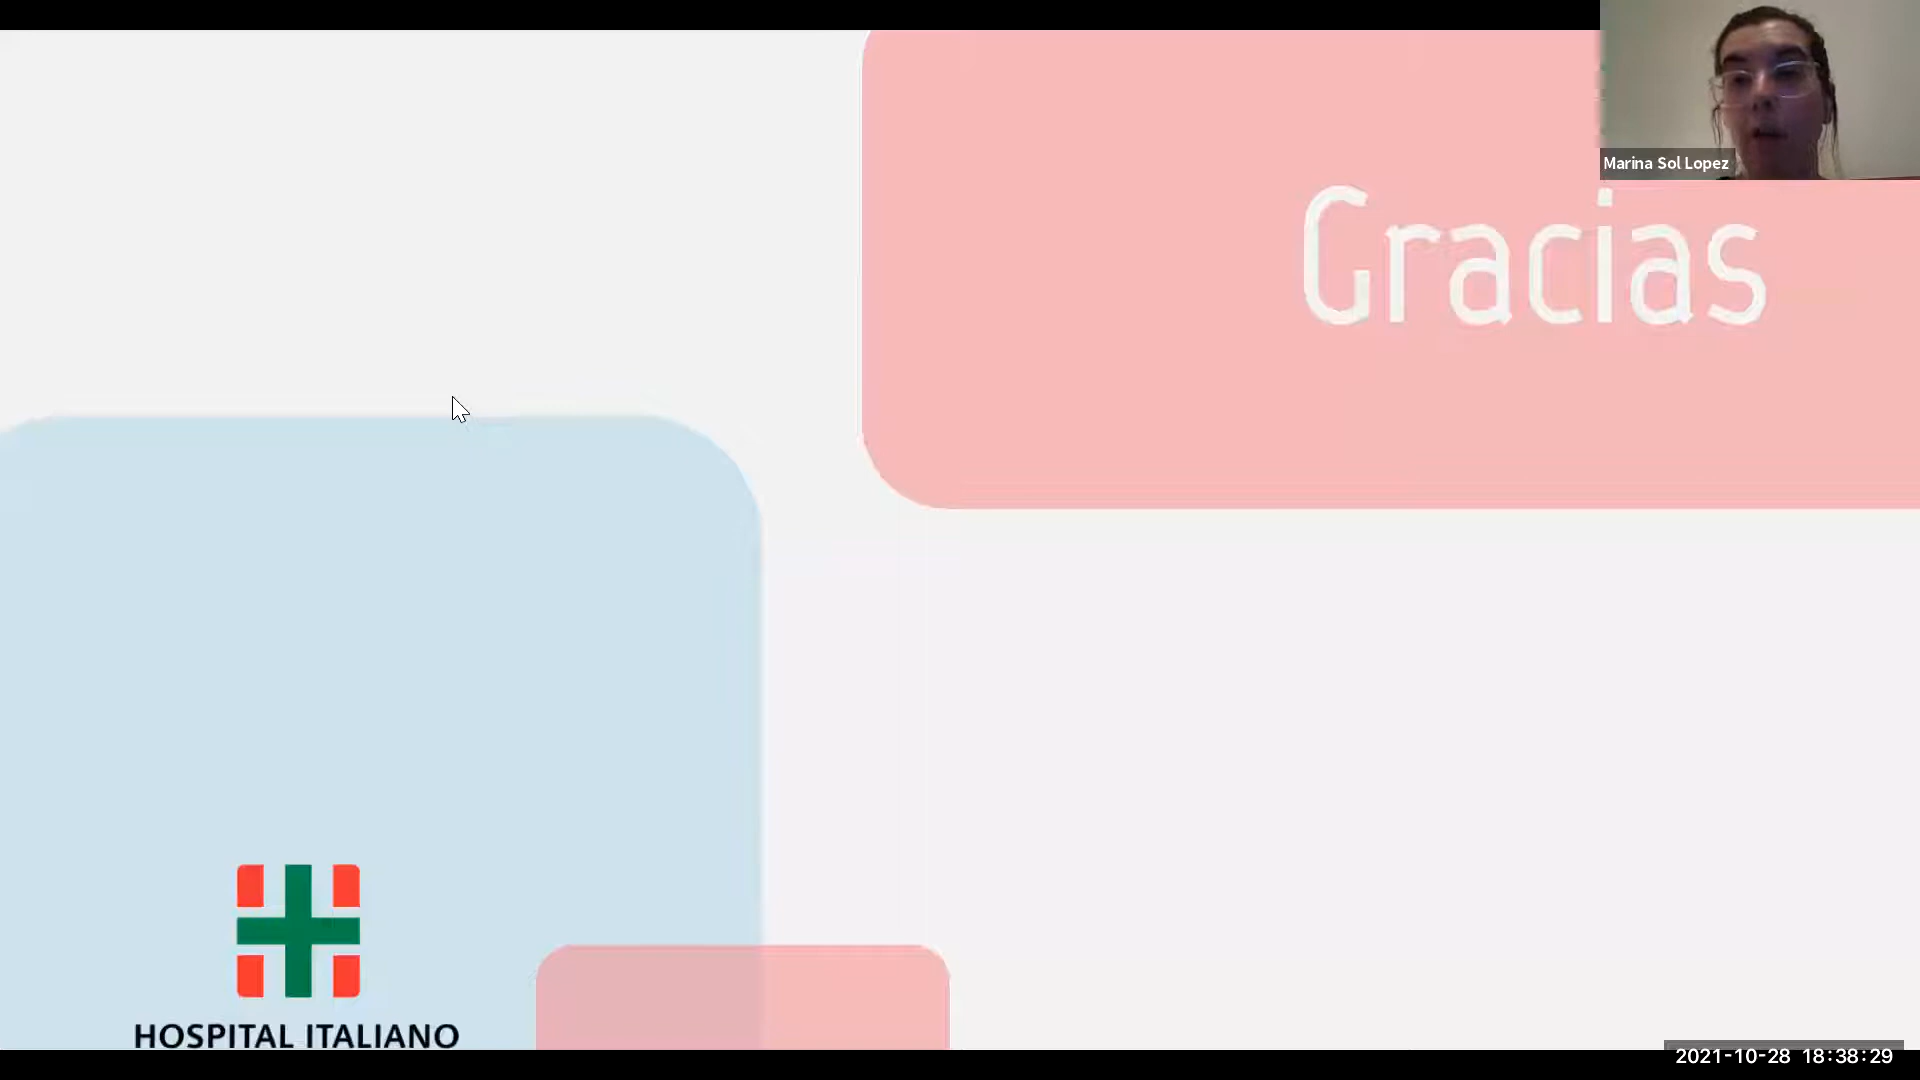 Marina Sol Lopez
Gracias
HOSPITAL ITALIANO
2021-10-28 18:38:29